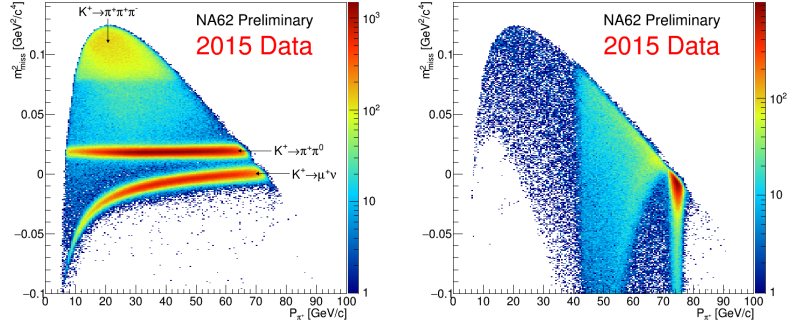 K⁺→π⁺π⁺π⁻
NA62 Preliminary
2015 Data
K⁺→π⁺π⁰
K⁺→μ⁺ν
m²miss [GeV²/c⁴]
0.1
0.05
0
−0.05
−0.1
0 10 20 30 40 50 60 70 80 90 100
Pπ⁺ [GeV/c]
10³
10²
10
1
NA62 Preliminary
2015 Data
m²miss [GeV²/c⁴]
0.1
0.05
0
−0.05
−0.1
0 10 20 30 40 50 60 70 80 90 100
Pπ⁺ [GeV/c]
10²
10
1